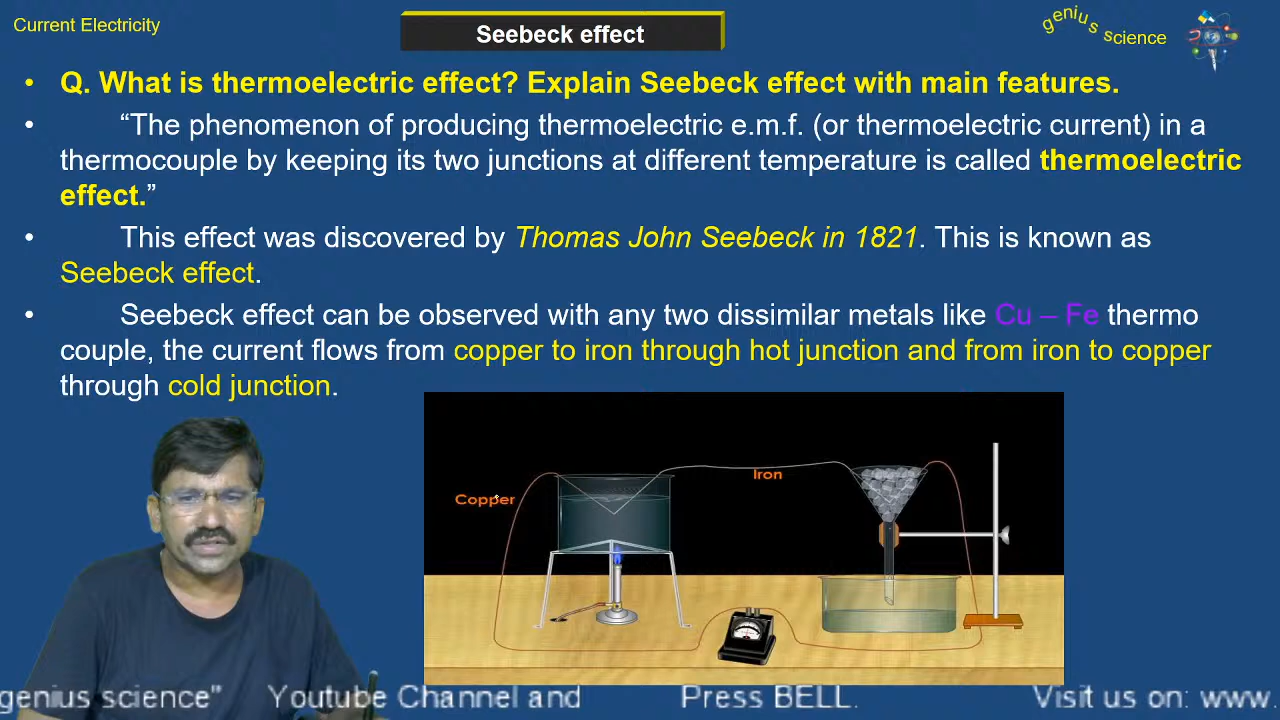 Current Electricity
Seebeck effect
genius science
• Q. What is thermoelectric effect? Explain Seebeck effect with main features.
• “The phenomenon of producing thermoelectric e.m.f. (or thermoelectric current) in a
thermocouple by keeping its two junctions at different temperature is called thermoelectric
effect.”
• This effect was discovered by Thomas John Seebeck in 1821. This is known as
Seebeck effect.
• Seebeck effect can be observed with any two dissimilar metals like Cu – Fe thermo
couple, the current flows from copper to iron through hot junction and from iron to copper
through cold junction.
Iron
Copper
genius science" Youtube Channel and Press BELL. Visit us on: www.